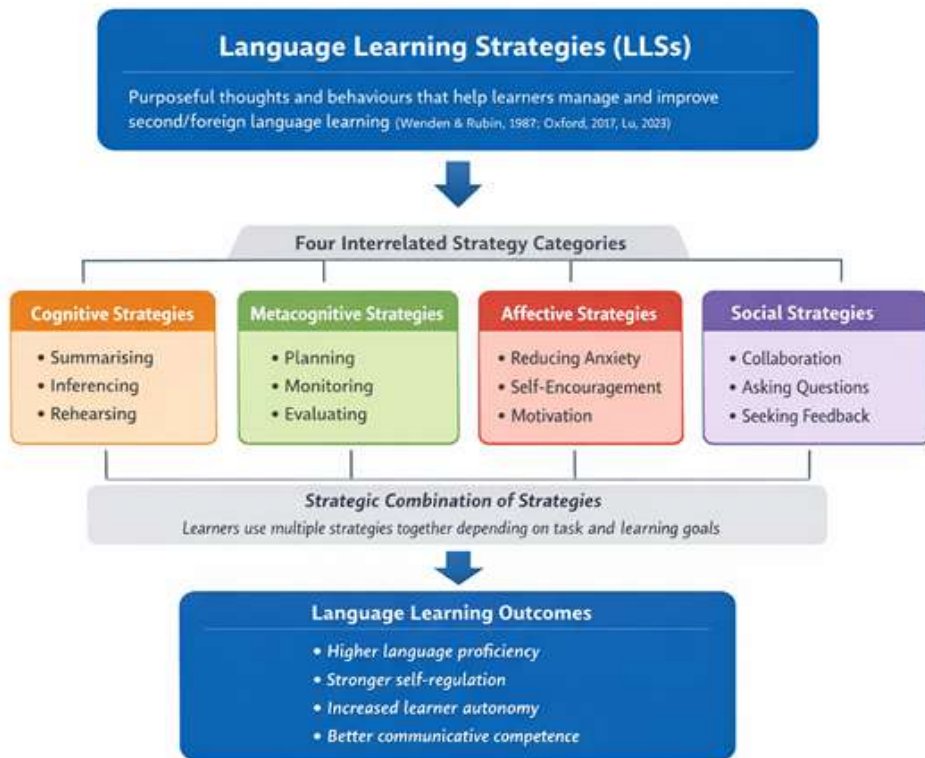 Language Learning Strategies (LLSs)
Purposeful thoughts and behaviours that help learners manage and improve
second/foreign language learning (Wenden & Rubin, 1987; Oxford, 2017, Lu, 2023)
Four Interrelated Strategy Categories
Cognitive Strategies
• Summarising
• Inferencing
• Rehearsing
Metacognitive Strategies
• Planning
• Monitoring
• Evaluating
Affective Strategies
• Reducing Anxiety
• Self-Encouragement
• Motivation
Social Strategies
• Collaboration
• Asking Questions
• Seeking Feedback
Strategic Combination of Strategies
Learners use multiple strategies together depending on task and learning goals
Language Learning Outcomes
• Higher language proficiency
• Stronger self-regulation
• Increased learner autonomy
• Better communicative competence